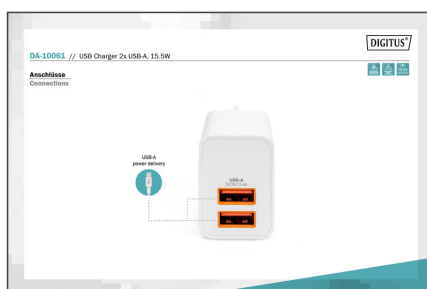 DIGITUS®
DA-10061 // USB Charger 2x USB-A, 15.5W
Anschlüsse
Connections
USB-A
power delivery
USB-A